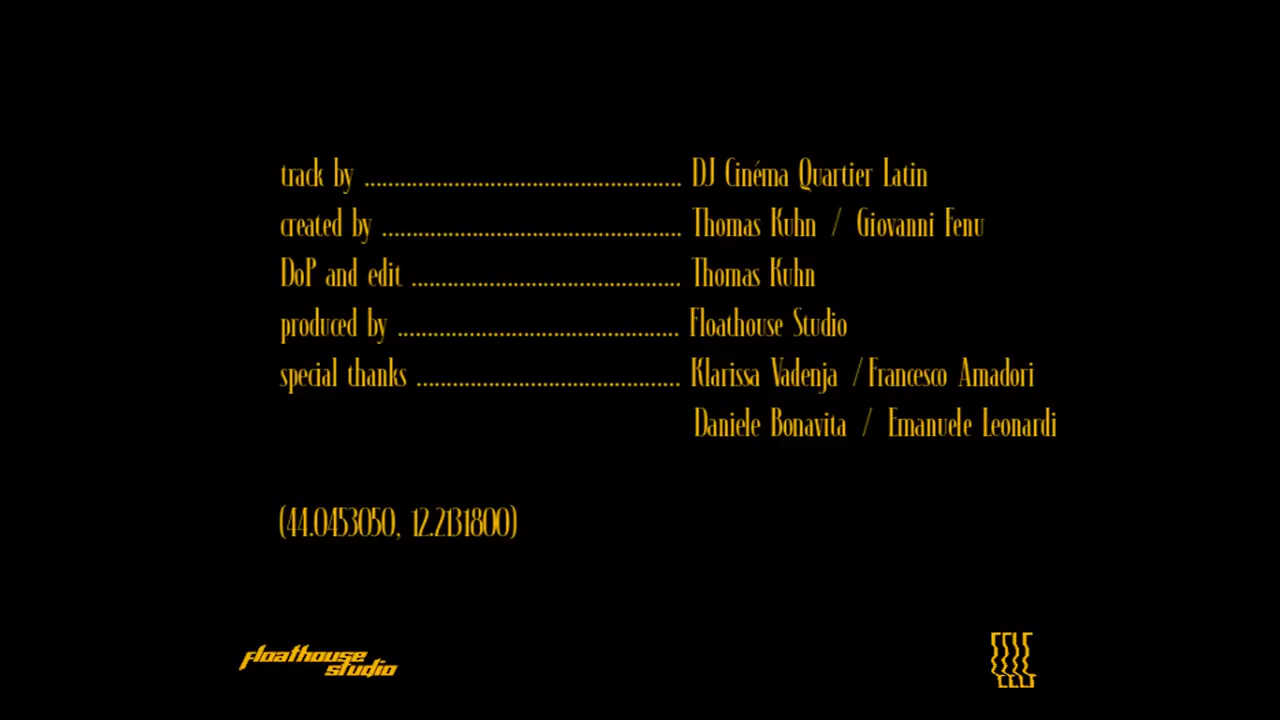 track by ..................................................... DJ Cinéma Quartier Latin
created by .................................................. Thomas Kuhn / Giovanni Fenu
DoP and edit ............................................. Thomas Kuhn
produced by ............................................... Floathouse Studio
special thanks ............................................ Klarissa Vadenja / Francesco Amadori
Daniele Bonavita / Emanuele Leonardi
(44.0453050, 12.2131800)
floathouse
studio